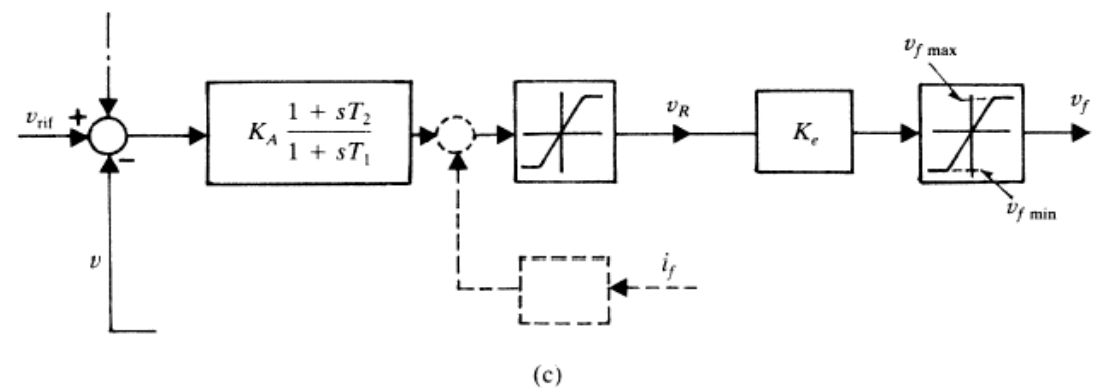 v_f max
+
v_rif
K_A (1 + sT_2)/(1 + sT_1)
v_R
K_e
v_f
−
v_f min
v
i_f
(c)